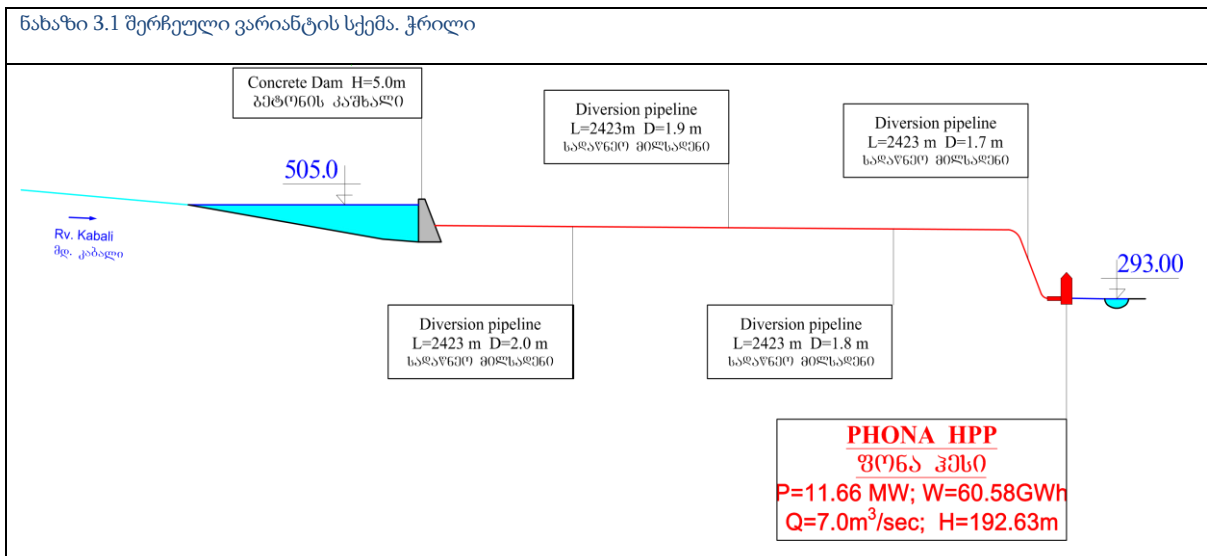 ნახაზი 3.1 შერჩეული ვარიანტის სქემა. ჭრილი
Concrete Dam H=5.0m
ბეტონის კაშხალი
Diversion pipeline
L=2423m D=1.9 m
სადაწნეო მილსადენი
Diversion pipeline
L=2423 m D=1.7 m
სადაწნეო მილსადენი
505.0
Rv. Kabali
მდ. კაბალი
293.00
Diversion pipeline
L=2423 m D=2.0 m
სადაწნეო მილსადენი
Diversion pipeline
L=2423 m D=1.8 m
სადაწნეო მილსადენი
PHONA HPP
ფონა ჰესი
P=11.66 MW; W=60.58GWh
Q=7.0m³/sec; H=192.63m